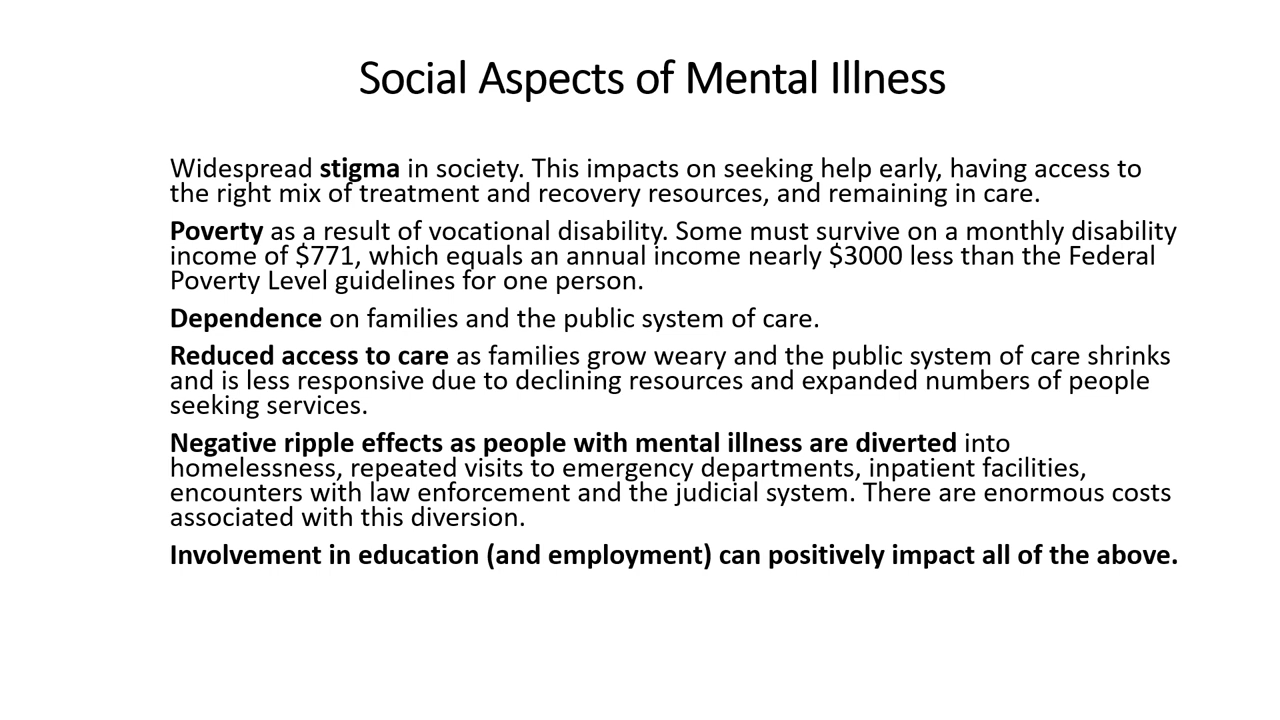 Social Aspects of Mental Illness
Widespread stigma in society. This impacts on seeking help early, having access to
the right mix of treatment and recovery resources, and remaining in care.
Poverty as a result of vocational disability. Some must survive on a monthly disability
income of $771, which equals an annual income nearly $3000 less than the Federal
Poverty Level guidelines for one person.
Dependence on families and the public system of care.
Reduced access to care as families grow weary and the public system of care shrinks
and is less responsive due to declining resources and expanded numbers of people
seeking services.
Negative ripple effects as people with mental illness are diverted into
homelessness, repeated visits to emergency departments, inpatient facilities,
encounters with law enforcement and the judicial system. There are enormous costs
associated with this diversion.
Involvement in education (and employment) can positively impact all of the above.